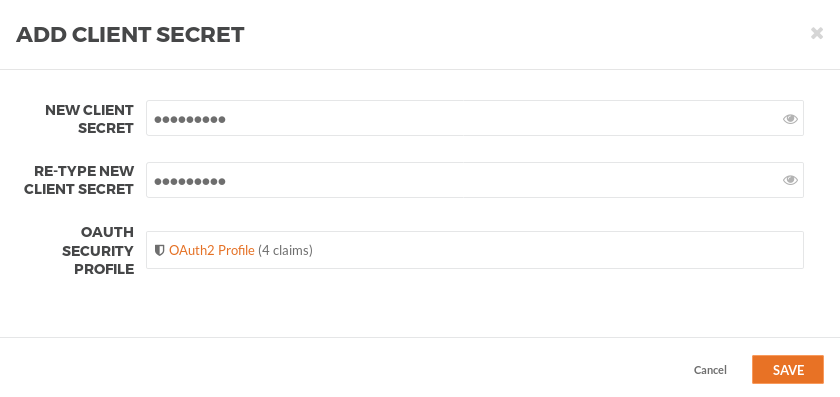 ADD CLIENT SECRET
NEW CLIENT
SECRET
●●●●●●●●●
RE-TYPE NEW
CLIENT SECRET
●●●●●●●●●
OAUTH
SECURITY
PROFILE
OAuth2 Profile (4 claims)
Cancel
SAVE